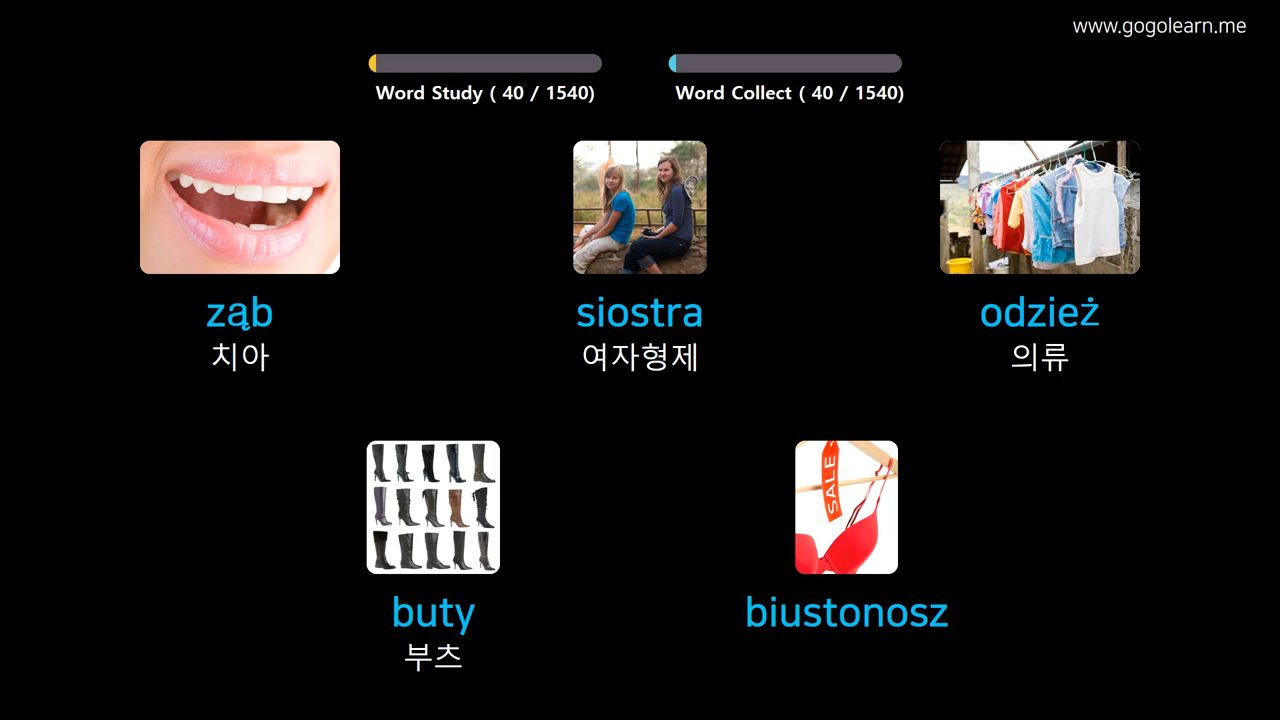 www.gogolearn.me
Word Study ( 40 / 1540)
Word Collect ( 40 / 1540)
ząb
치아
siostra
여자형제
odzież
의류
SALE
buty
부츠
biustonosz